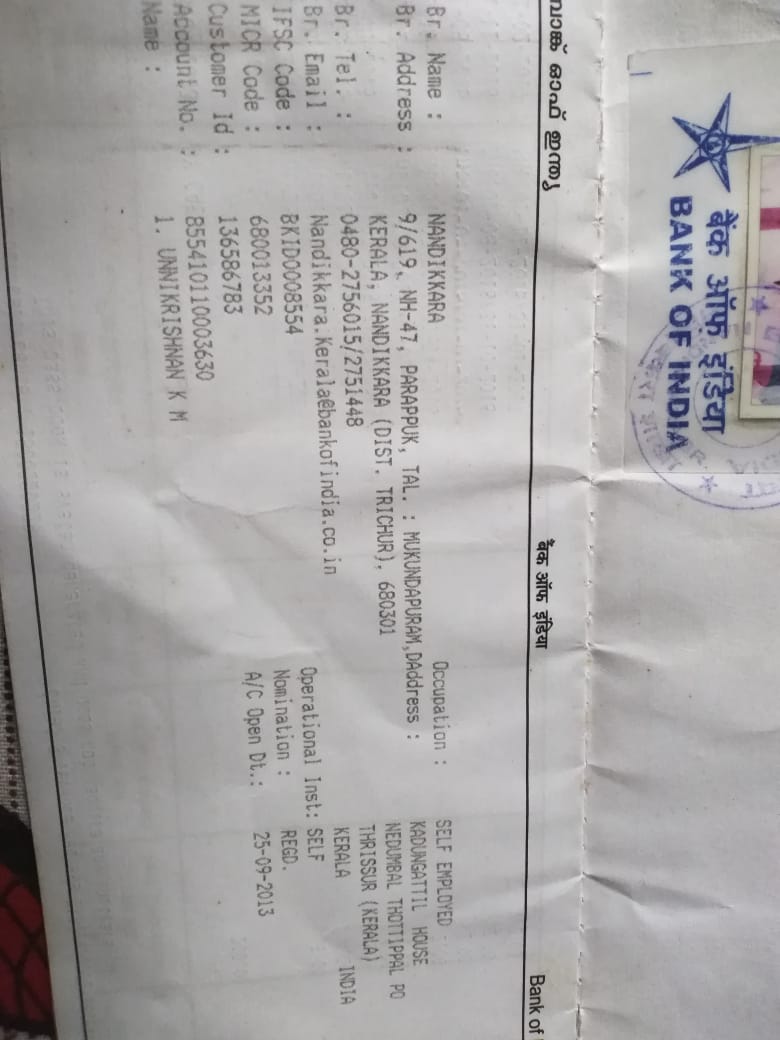 बैंक ऑफ इंडिया
BANK OF INDIA
ബാങ്ക് ഓഫ് ഇന്ത്യ
बैंक ऑफ इंडिया
Bank of
Br. Name : NANDIKKARA
Br. Address : 9/619, NH-47, PARAPPUK, TAL. : MUKUNDAPURAM,D
KERALA, NANDIKKARA (DIST. TRICHUR), 680301
Br. Tel. : 0480-2756015/2751448
Br. Email : Nandikkara.Kerala@bankofindia.co.in
IFSC Code : BKID0008554
MICR Code : 680013352
Customer Id : 136586783
Account No. : 855410110003630
Name : 1. UNNIKRISHNAN K M
Occupation : SELF EMPLOYED
Address : KADUNGATTIL HOUSE
NEDUMBAL THOTTIPPAL PO
THRISSUR (KERALA)
KERALA INDIA
Operational Inst: SELF
Nomination : REGD.
A/C Open Dt.: 25-09-2013